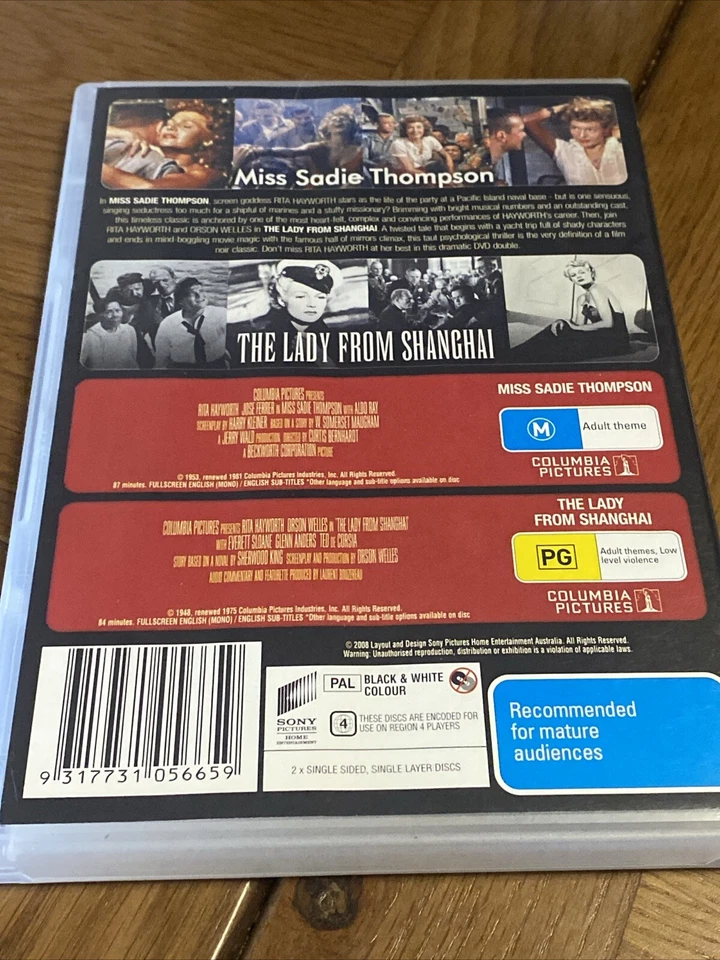 Miss Sadie Thompson
In MISS SADIE THOMPSON, screen goddess RITA HAYWORTH stars as the life of the party at a Pacific Island naval base - but is one sensuous,
singing seductress too much for a shipful of marines and a stuffy missionary? Brimming with bright musical numbers and an outstanding cast,
this timeless classic is anchored by one of the most heart-felt, complex and convincing performances of HAYWORTH's career. Then, join
RITA HAYWORTH and ORSON WELLES in THE LADY FROM SHANGHAI. A twisted tale that begins with a yacht trip full of shady characters
and ends in mind-boggling movie magic with the famous hall of mirrors climax, this taut psychological thriller is the very definition of a film
noir classic. Don't miss RITA HAYWORTH at her best in this dramatic DVD double.
THE LADY FROM SHANGHAI
COLUMBIA PICTURES PRESENTS
RITA HAYWORTH JOSE FERRER IN MISS SADIE THOMPSON WITH ALDO RAY
SCREENPLAY BY HARRY KLEINER BASED ON A STORY BY W. SOMERSET MAUGHAM
A JERRY WALD PRODUCTION DIRECTED BY CURTIS BERNHARDT
A BECKWORTH CORPORATION PICTURE
© 1953, renewed 1981 Columbia Pictures Industries, Inc. All Rights Reserved.
87 minutes. FULLSCREEN ENGLISH (MONO) / ENGLISH SUB-TITLES *Other language and sub-title options available on disc
MISS SADIE THOMPSON
M
Adult theme
COLUMBIA
PICTURES
COLUMBIA PICTURES PRESENTS RITA HAYWORTH ORSON WELLES IN 'THE LADY FROM SHANGHAI'
WITH EVERETT SLOANE GLENN ANDERS TED DE CORSIA
STORY BASED ON A NOVEL BY SHERWOOD KING SCREENPLAY AND PRODUCTION BY ORSON WELLES
AUDIO COMMENTARY AND FEATURETTE PRODUCED BY LAURENT BOUZEREAU
© 1948, renewed 1975 Columbia Pictures Industries, Inc. All Rights Reserved.
84 minutes. FULLSCREEN ENGLISH (MONO) / ENGLISH SUB-TITLES *Other language and sub-title options available on disc
THE LADY
FROM SHANGHAI
PG
Adult themes, Low
level violence
COLUMBIA
PICTURES
© 2008 Layout and Design Sony Pictures Home Entertainment Australia. All Rights Reserved.
Warning: Unauthorised reproduction, distribution or exhibition is a violation of applicable laws.
9 317731 056659
SONY
PICTURES
HOME
ENTERTAINMENT
PAL
BLACK & WHITE
COLOUR
4
THESE DISCS ARE ENCODED FOR
USE ON REGION 4 PLAYERS
2 x SINGLE SIDED, SINGLE LAYER DISCS
Recommended
for mature
audiences